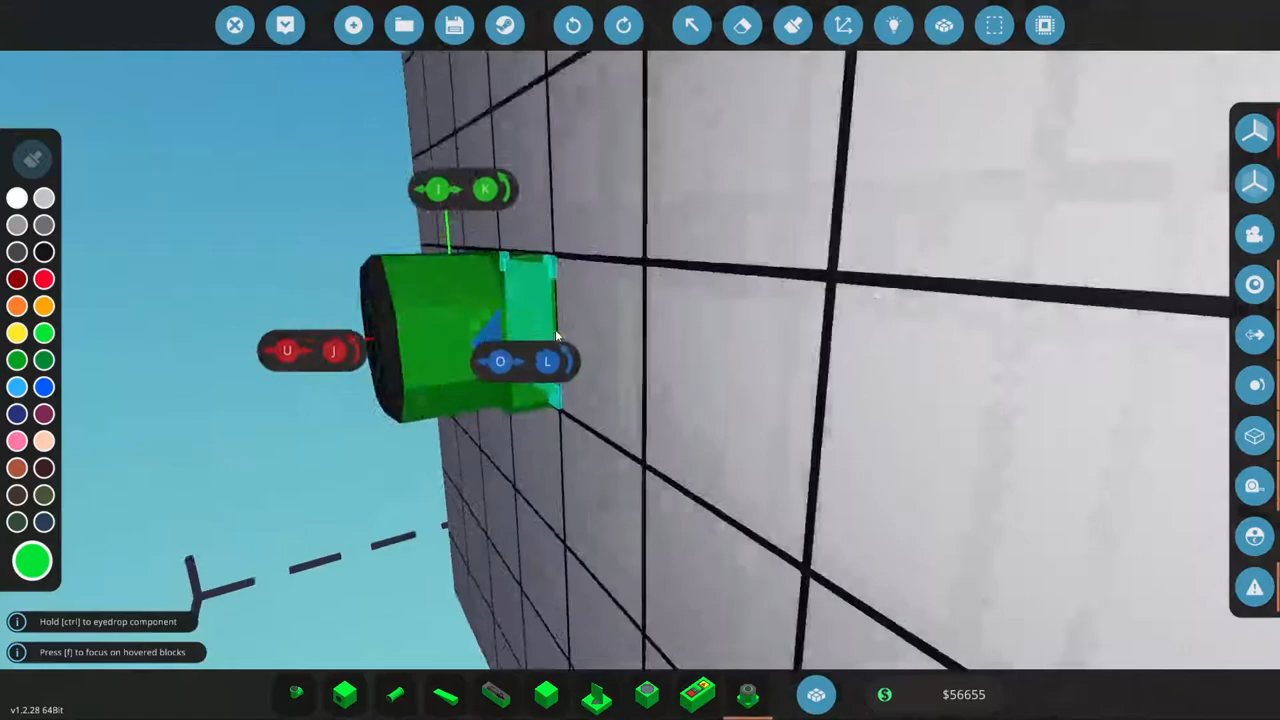 I K
U J
O L
Hold [ctrl] to eyedrop component
Press [f] to focus on hovered blocks
$ $56655
v1.2.28 64Bit